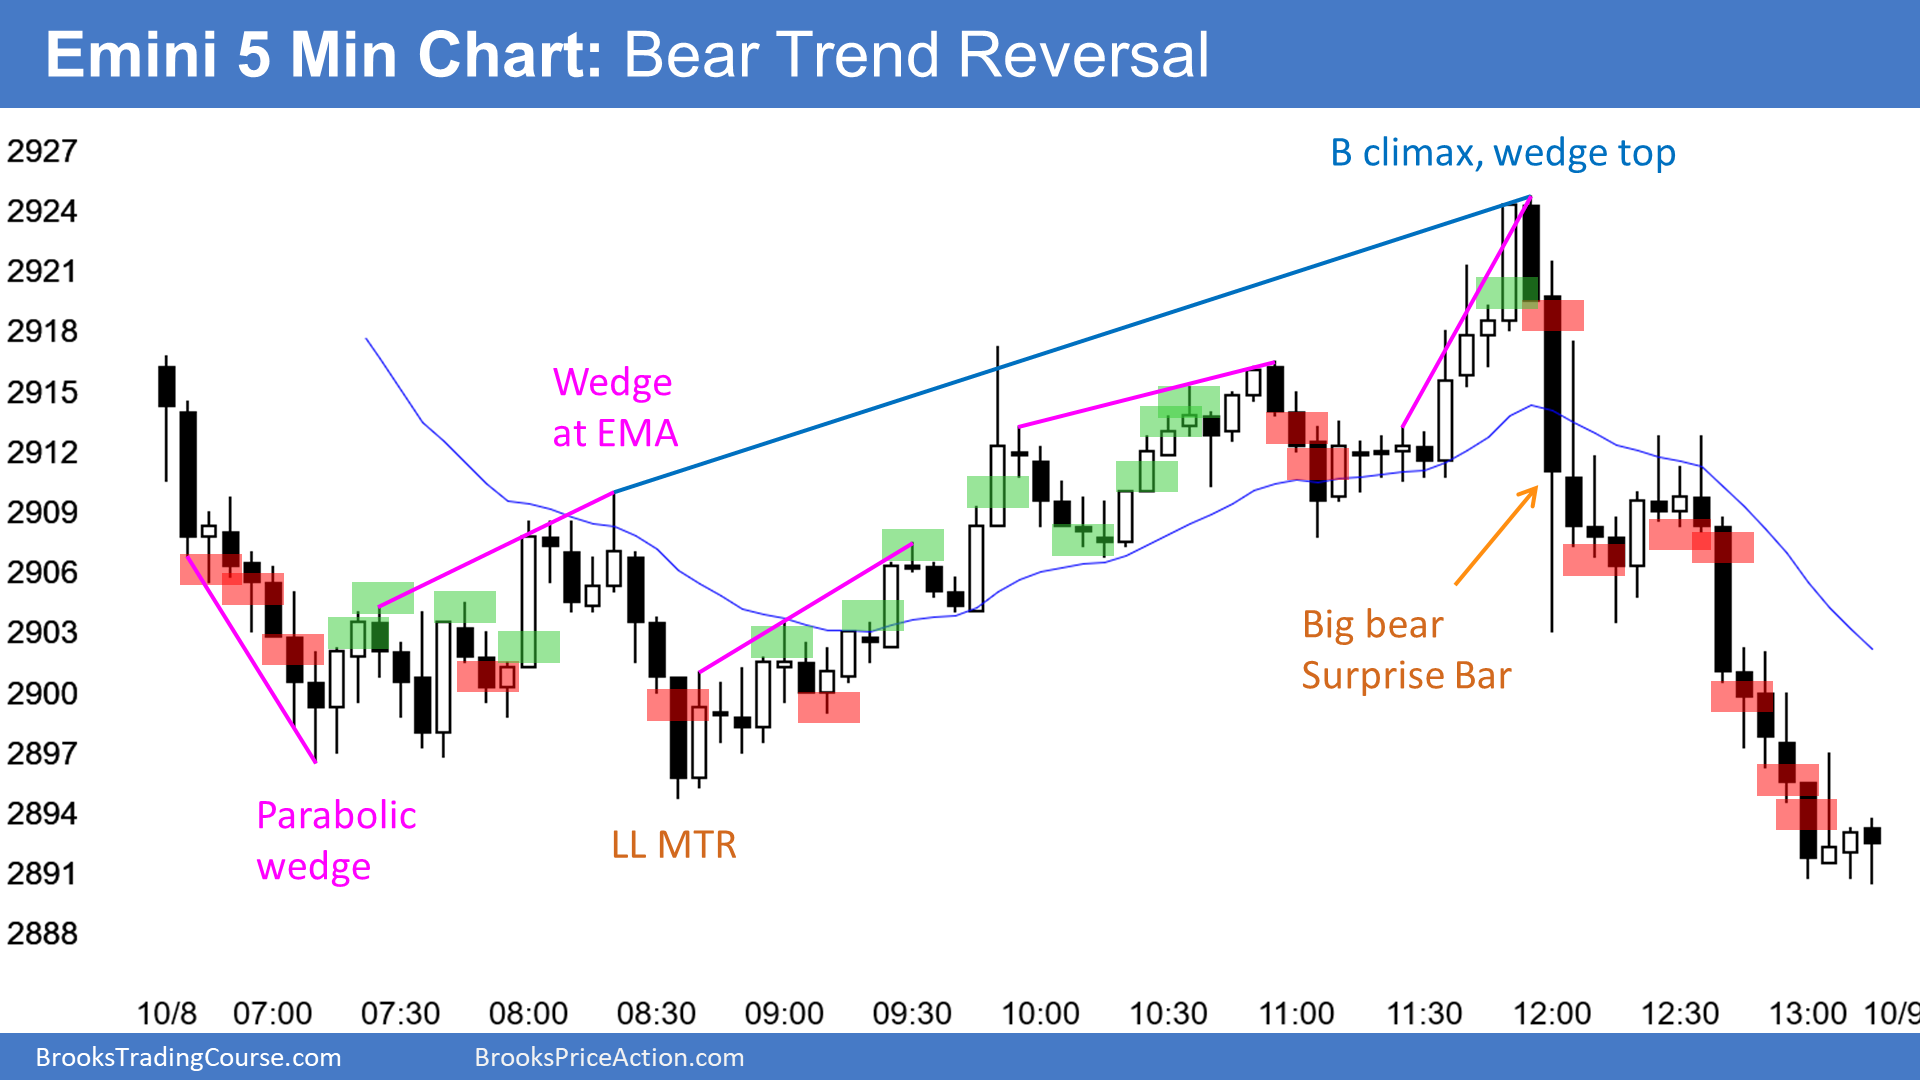 Emini 5 Min Chart: Bear Trend Reversal
2927
2924
2921
2918
2915
2912
2909
2906
2903
2900
2897
2894
2891
2888
B climax, wedge top
Wedge
at EMA
Big bear
Surprise Bar
Parabolic
wedge
LL MTR
10/8 07:00 07:30 08:00 08:30 09:00 09:30 10:00 10:30 11:00 11:30 12:00 12:30 13:00 10/9
BrooksTradingCourse.com BrooksPriceAction.com